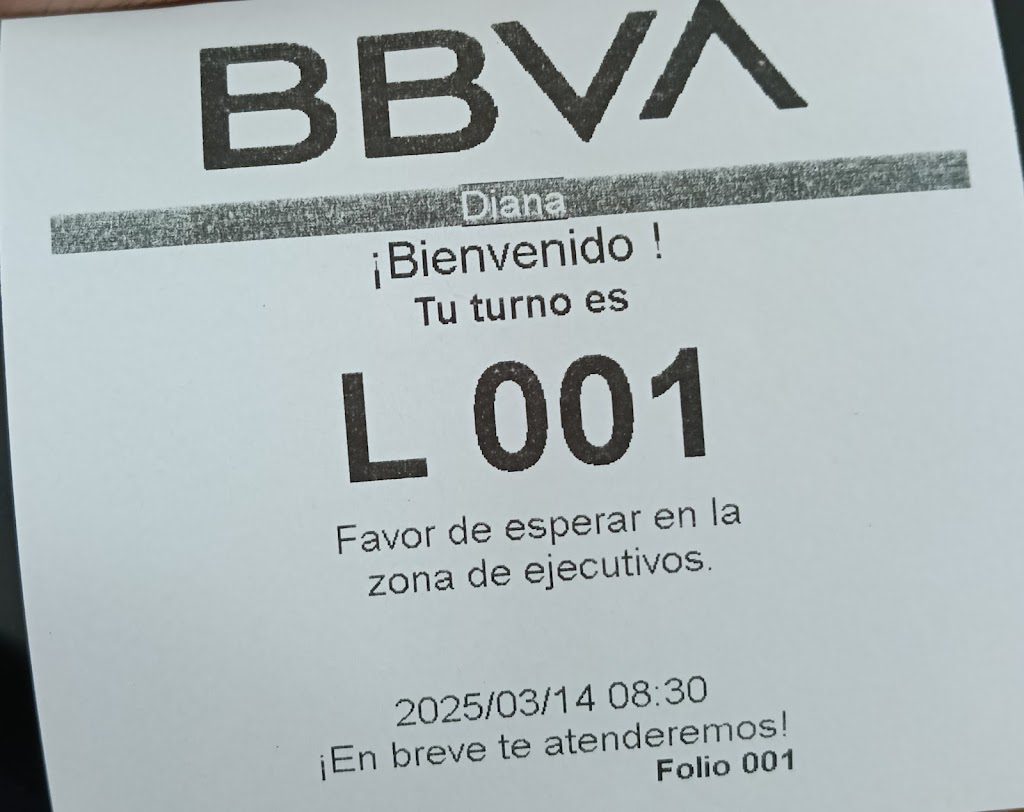 BBVA
Diana
¡Bienvenido !
Tu turno es
L 001
Favor de esperar en la
zona de ejecutivos.
2025/03/14 08:30
¡En breve te atenderemos!
Folio 001